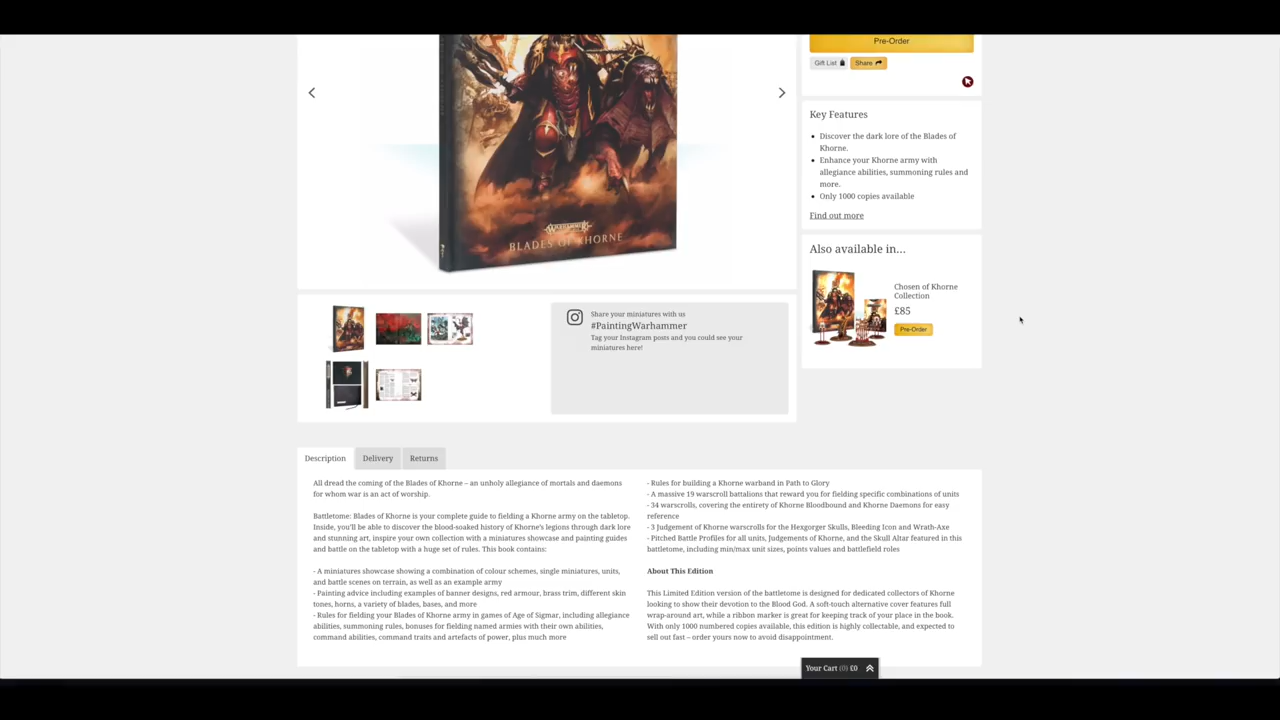 Pre-Order
Gift List
Share
Key Features
Discover the dark lore of the Blades of
Khorne.
Enhance your Khorne army with
allegiance abilities, summoning rules and
more.
Only 1000 copies available
Find out more
WARHAMMER
BLADES OF KHORNE
Also available in...
Chosen of Khorne
Collection
£85
Pre-Order
Share your miniatures with us
#PaintingWarhammer
Tag your Instagram posts and you could see your
miniatures here!
Description
Delivery
Returns
All dread the coming of the Blades of Khorne – an unholy allegiance of mortals and daemons
for whom war is an act of worship.
Battletome: Blades of Khorne is your complete guide to fielding a Khorne army on the tabletop.
Inside, you'll be able to discover the blood-soaked history of Khorne's legions through dark lore
and stunning art, inspire your own collection with a miniatures showcase and painting guides
and battle on the tabletop with a huge set of rules. This book contains:
- A miniatures showcase showing a combination of colour schemes, single miniatures, units,
and battle scenes on terrain, as well as an example army
- Painting advice including examples of banner designs, red armour, brass trim, different skin
tones, horns, a variety of blades, bases, and more
- Rules for fielding your Blades of Khorne army in games of Age of Sigmar, including allegiance
abilities, summoning rules, bonuses for fielding named armies with their own abilities,
command abilities, command traits and artefacts of power, plus much more
- Rules for building a Khorne warband in Path to Glory
- A massive 19 warscroll battalions that reward you for fielding specific combinations of units
- 34 warscrolls, covering the entirety of Khorne Bloodbound and Khorne Daemons for easy
reference
- 3 Judgement of Khorne warscrolls for the Hexgorger Skulls, Bleeding Icon and Wrath-Axe
- Pitched Battle Profiles for all units, Judgements of Khorne, and the Skull Altar featured in this
battletome, including min/max unit sizes, points values and battlefield roles
About This Edition
This Limited Edition version of the battletome is designed for dedicated collectors of Khorne
looking to show their devotion to the Blood God. A soft-touch alternative cover features full
wrap-around art, while a ribbon marker is great for keeping track of your place in the book.
With only 1000 numbered copies available, this edition is highly collectable, and expected to
sell out fast – order yours now to avoid disappointment.
Your Cart (0) £0